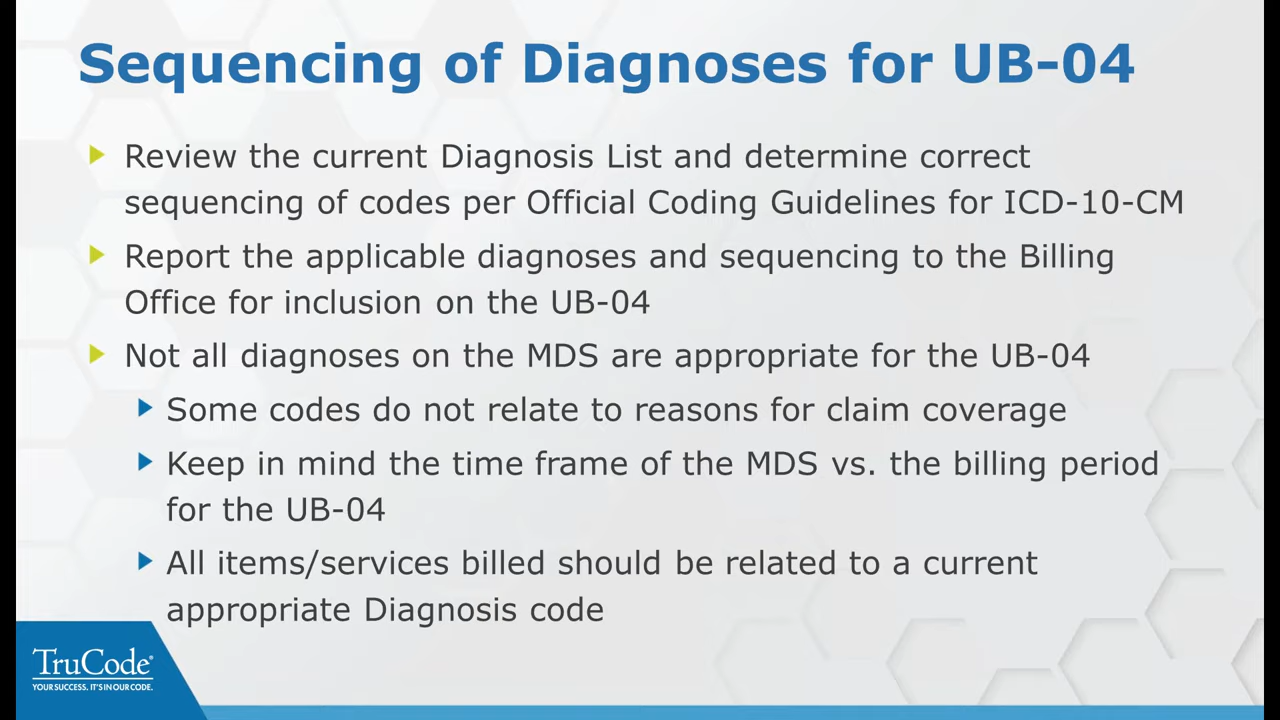 Sequencing of Diagnoses for UB-04
Review the current Diagnosis List and determine correct
sequencing of codes per Official Coding Guidelines for ICD-10-CM
Report the applicable diagnoses and sequencing to the Billing
Office for inclusion on the UB-04
Not all diagnoses on the MDS are appropriate for the UB-04
Some codes do not relate to reasons for claim coverage
Keep in mind the time frame of the MDS vs. the billing period
for the UB-04
All items/services billed should be related to a current
appropriate Diagnosis code
TruCode®
YOUR SUCCESS. IT'S IN OUR CODE.